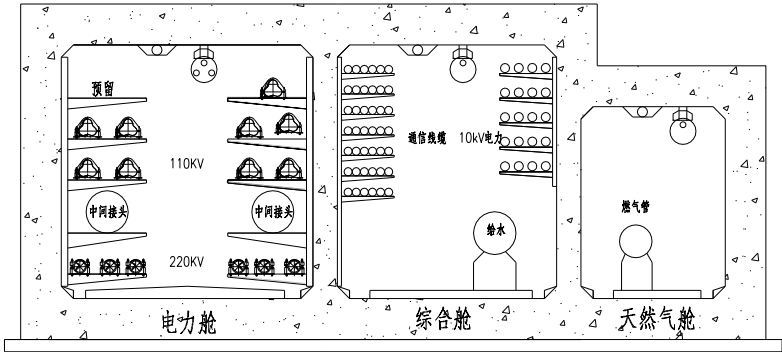 预留
通信线缆 10kV电力
110KV
燃气管
中间接头 中间接头
给水
220KV
电力舱 综合舱 天然气舱